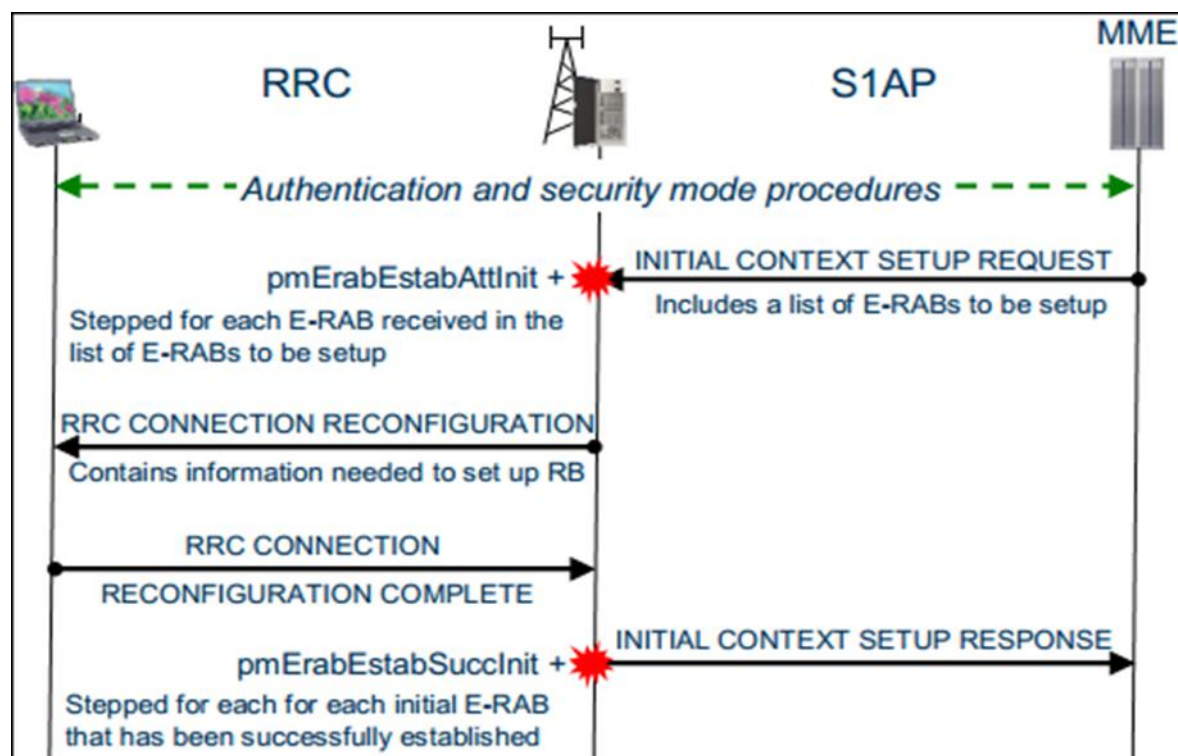 MME
RRC
S1AP
Authentication and security mode procedures
INITIAL CONTEXT SETUP REQUEST
pmErabEstabAttInit +
Includes a list of E-RABs to be setup
Stepped for each E-RAB received in the
list of E-RABs to be setup
RRC CONNECTION RECONFIGURATION
Contains information needed to set up RB
RRC CONNECTION
RECONFIGURATION COMPLETE
INITIAL CONTEXT SETUP RESPONSE
pmErabEstabSuccInit +
Stepped for each for each initial E-RAB
that has been successfully established